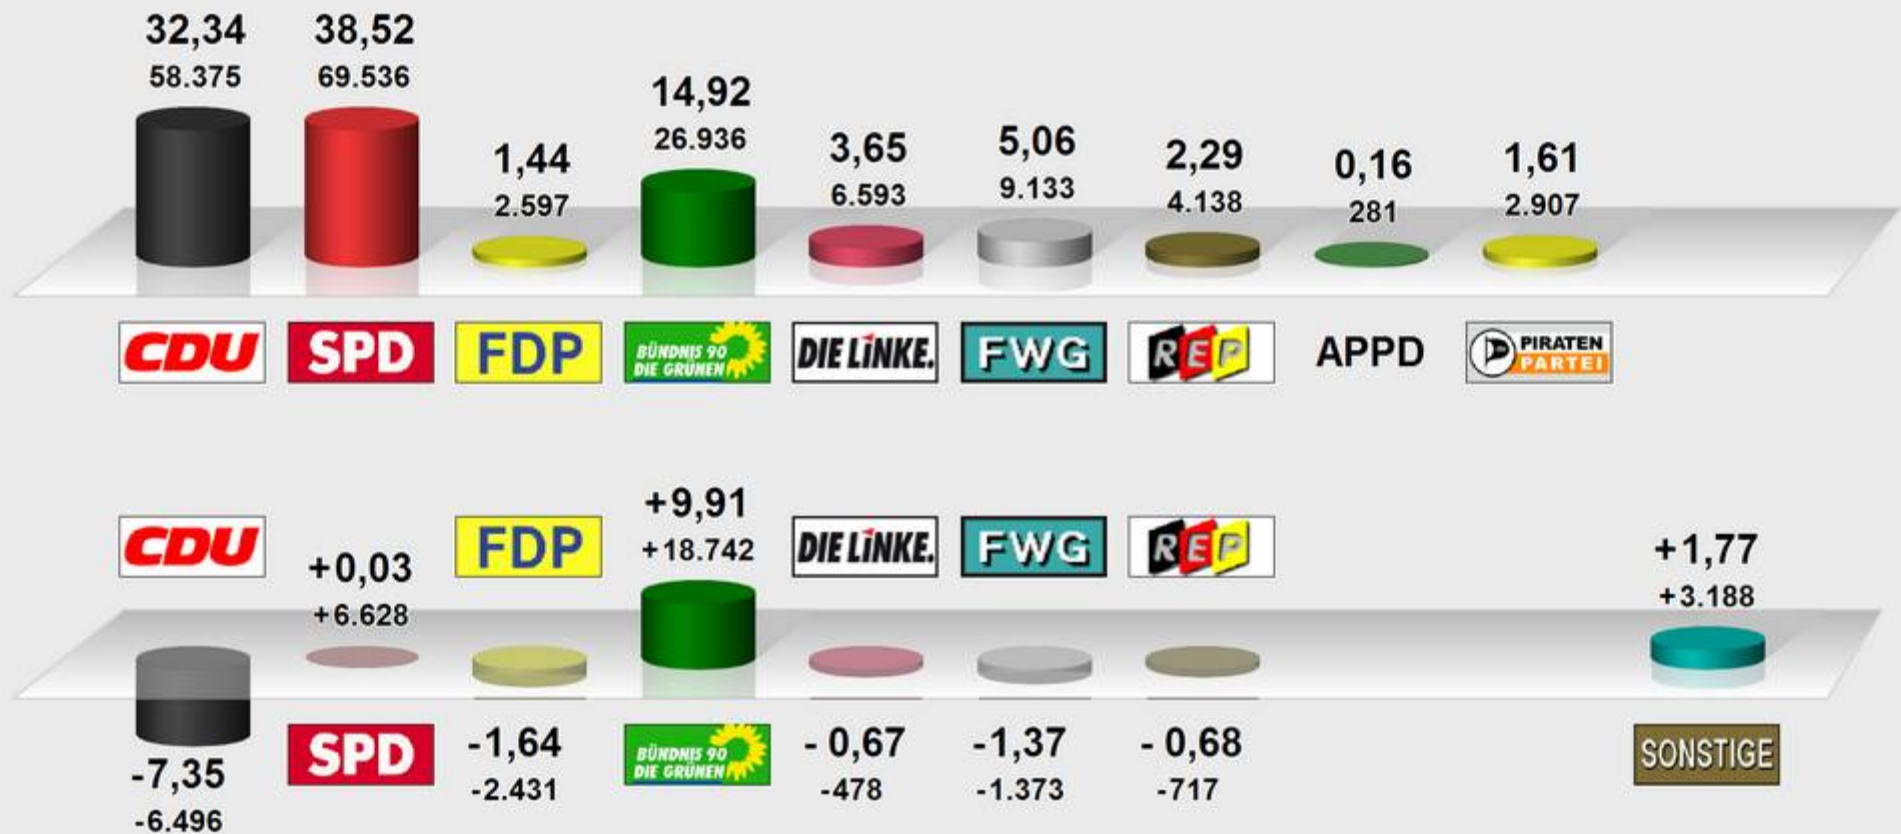 32,34 38,52 14,92 1,44 3,65 5,06 2,29 0,16 1,61
58.375 69.536 26.936 2.597 6.593 9.133 4.138 281 2.907
CDU SPD FDP BÜNDNIS 90 DIE GRÜNEN DIE LINKE. FWG REP APPD PIRATEN PARTEI
CDU FDP DIE LINKE. FWG REP
+0,03 +9,91 +1,77
+6.628 +18.742 +3.188
SPD BÜNDNIS 90 DIE GRÜNEN SONSTIGE
-7,35 -1,64 - 0,67 -1,37 - 0,68
-6.496 -2.431 -478 -1.373 -717